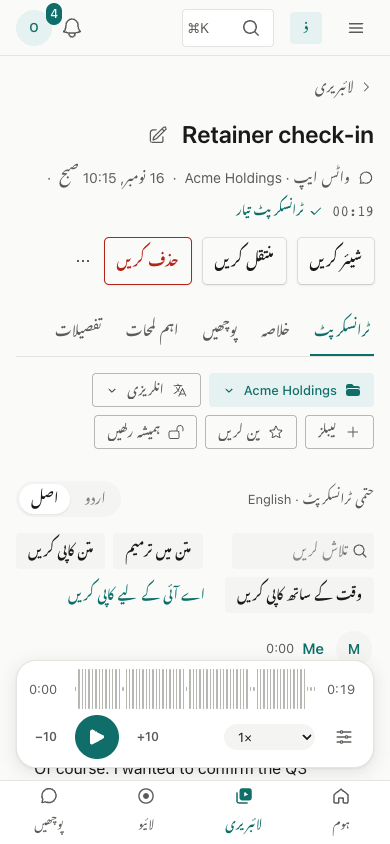 ذ
⌘K
4
O
لائبریری
Retainer check-in
واٹس ایپ · Acme Holdings · 16 نومبر, 10:15 صبح ·
00:19 ✓ ٹرانسکرپٹ تیار
شیئر کریں
منتقل کریں
حذف کریں
...
ٹرانسکرپٹ
خلاصہ
پوچھیں
اہم لمحات
تفصیلات
Acme Holdings
انگریزی
+ لیبلز
پن کریں
ہمیشہ رکھیں
حتمی ٹرانسکرپٹ · English
اردو
اصل
تلاش کریں
متن میں ترمیم
متن کاپی کریں
وقت کے ساتھ کاپی کریں
اے آئی کے لیے کاپی کریں
M
Me 0:00
0:00
0:19
−10
+10
1×
Of course. I wanted to confirm the Q3
ہوم
لائبریری
لائیو
پوچھیں